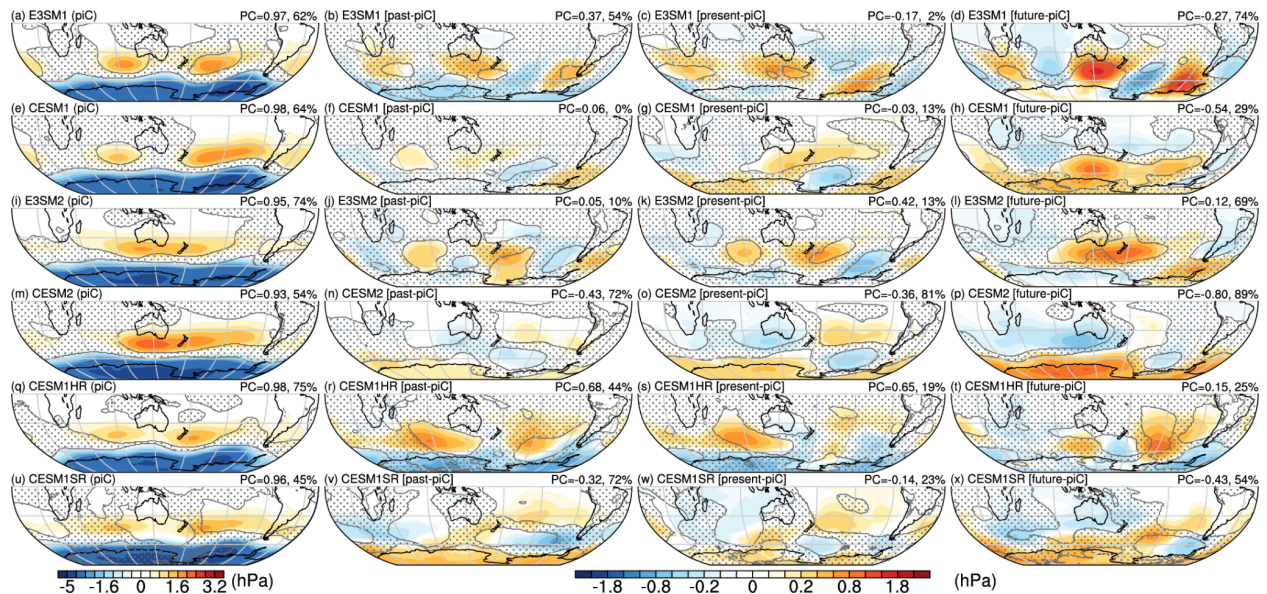 (a) E3SM1 (piC) PC=0.97, 62% (b) E3SM1 [past-piC] PC=0.37, 54% (c) E3SM1 [present-piC] PC=-0.17, 2% (d) E3SM1 [future-piC] PC=-0.27, 74%
(e) CESM1 (piC) PC=0.98, 64% (f) CESM1 [past-piC] PC=0.06, 0% (g) CESM1 [present-piC] PC=-0.03, 13% (h) CESM1 [future-piC] PC=-0.54, 29%
(i) E3SM2 (piC) PC=0.95, 74% (j) E3SM2 [past-piC] PC=0.05, 10% (k) E3SM2 [present-piC] PC=0.42, 13% (l) E3SM2 [future-piC] PC=0.12, 69%
(m) CESM2 (piC) PC=0.93, 54% (n) CESM2 [past-piC] PC=-0.43, 72% (o) CESM2 [present-piC] PC=-0.36, 81% (p) CESM2 [future-piC] PC=-0.80, 89%
(q) CESM1HR (piC) PC=0.98, 75% (r) CESM1HR [past-piC] PC=0.68, 44% (s) CESM1HR [present-piC] PC=0.65, 19% (t) CESM1HR [future-piC] PC=0.15, 25%
(u) CESM1SR (piC) PC=0.96, 45% (v) CESM1SR [past-piC] PC=-0.32, 72% (w) CESM1SR [present-piC] PC=-0.14, 23% (x) CESM1SR [future-piC] PC=-0.43, 54%
-5 -1.6 0 1.6 3.2 (hPa) -1.8 -0.8 -0.2 0 0.2 0.8 1.8 (hPa)